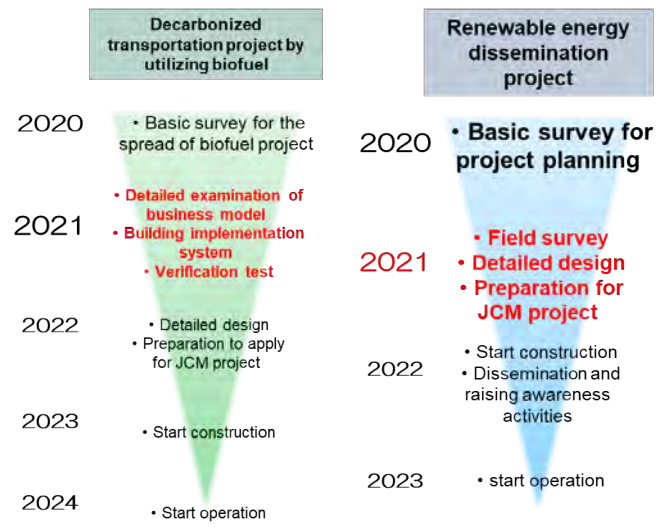 Decarbonized
transportation project by
utilizing biofuel
2020
• Basic survey for the
spread of biofuel project
2021
• Detailed examination of
business model
• Building implementation
system
• Verification test
2022
• Detailed design
• Preparation to apply
for JCM project
2023
• Start construction
2024
• Start operation
Renewable energy
dissemination
project
2020
• Basic survey for
project planning
2021
• Field survey
• Detailed design
• Preparation for
JCM project
2022
• Start construction
• Dissemination and
raising awareness
activities
2023
• start operation